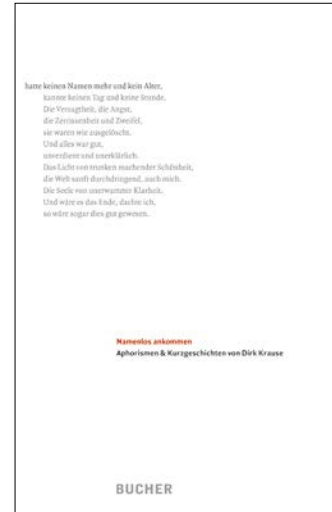 hatte keinen Namen mehr und kein Alter,
kannte keinen Tag und keine Stunde.
Die Verzagtheit, die Angst,
die Zerrissenheit und Zweifel,
sie waren wie ausgelöscht.
Und alles war gut,
unverdient und unerklärlich.
Das Licht von trunken machender Schönheit,
die Welt sanft durchdringend, auch mich.
Die Seele von unerwarteter Klarheit.
Und wäre es das Ende, dachte ich,
so wäre sogar dies gut gewesen.
Namenlos ankommen
Aphorismen & Kurzgeschichten von Dirk Krause
BUCHER